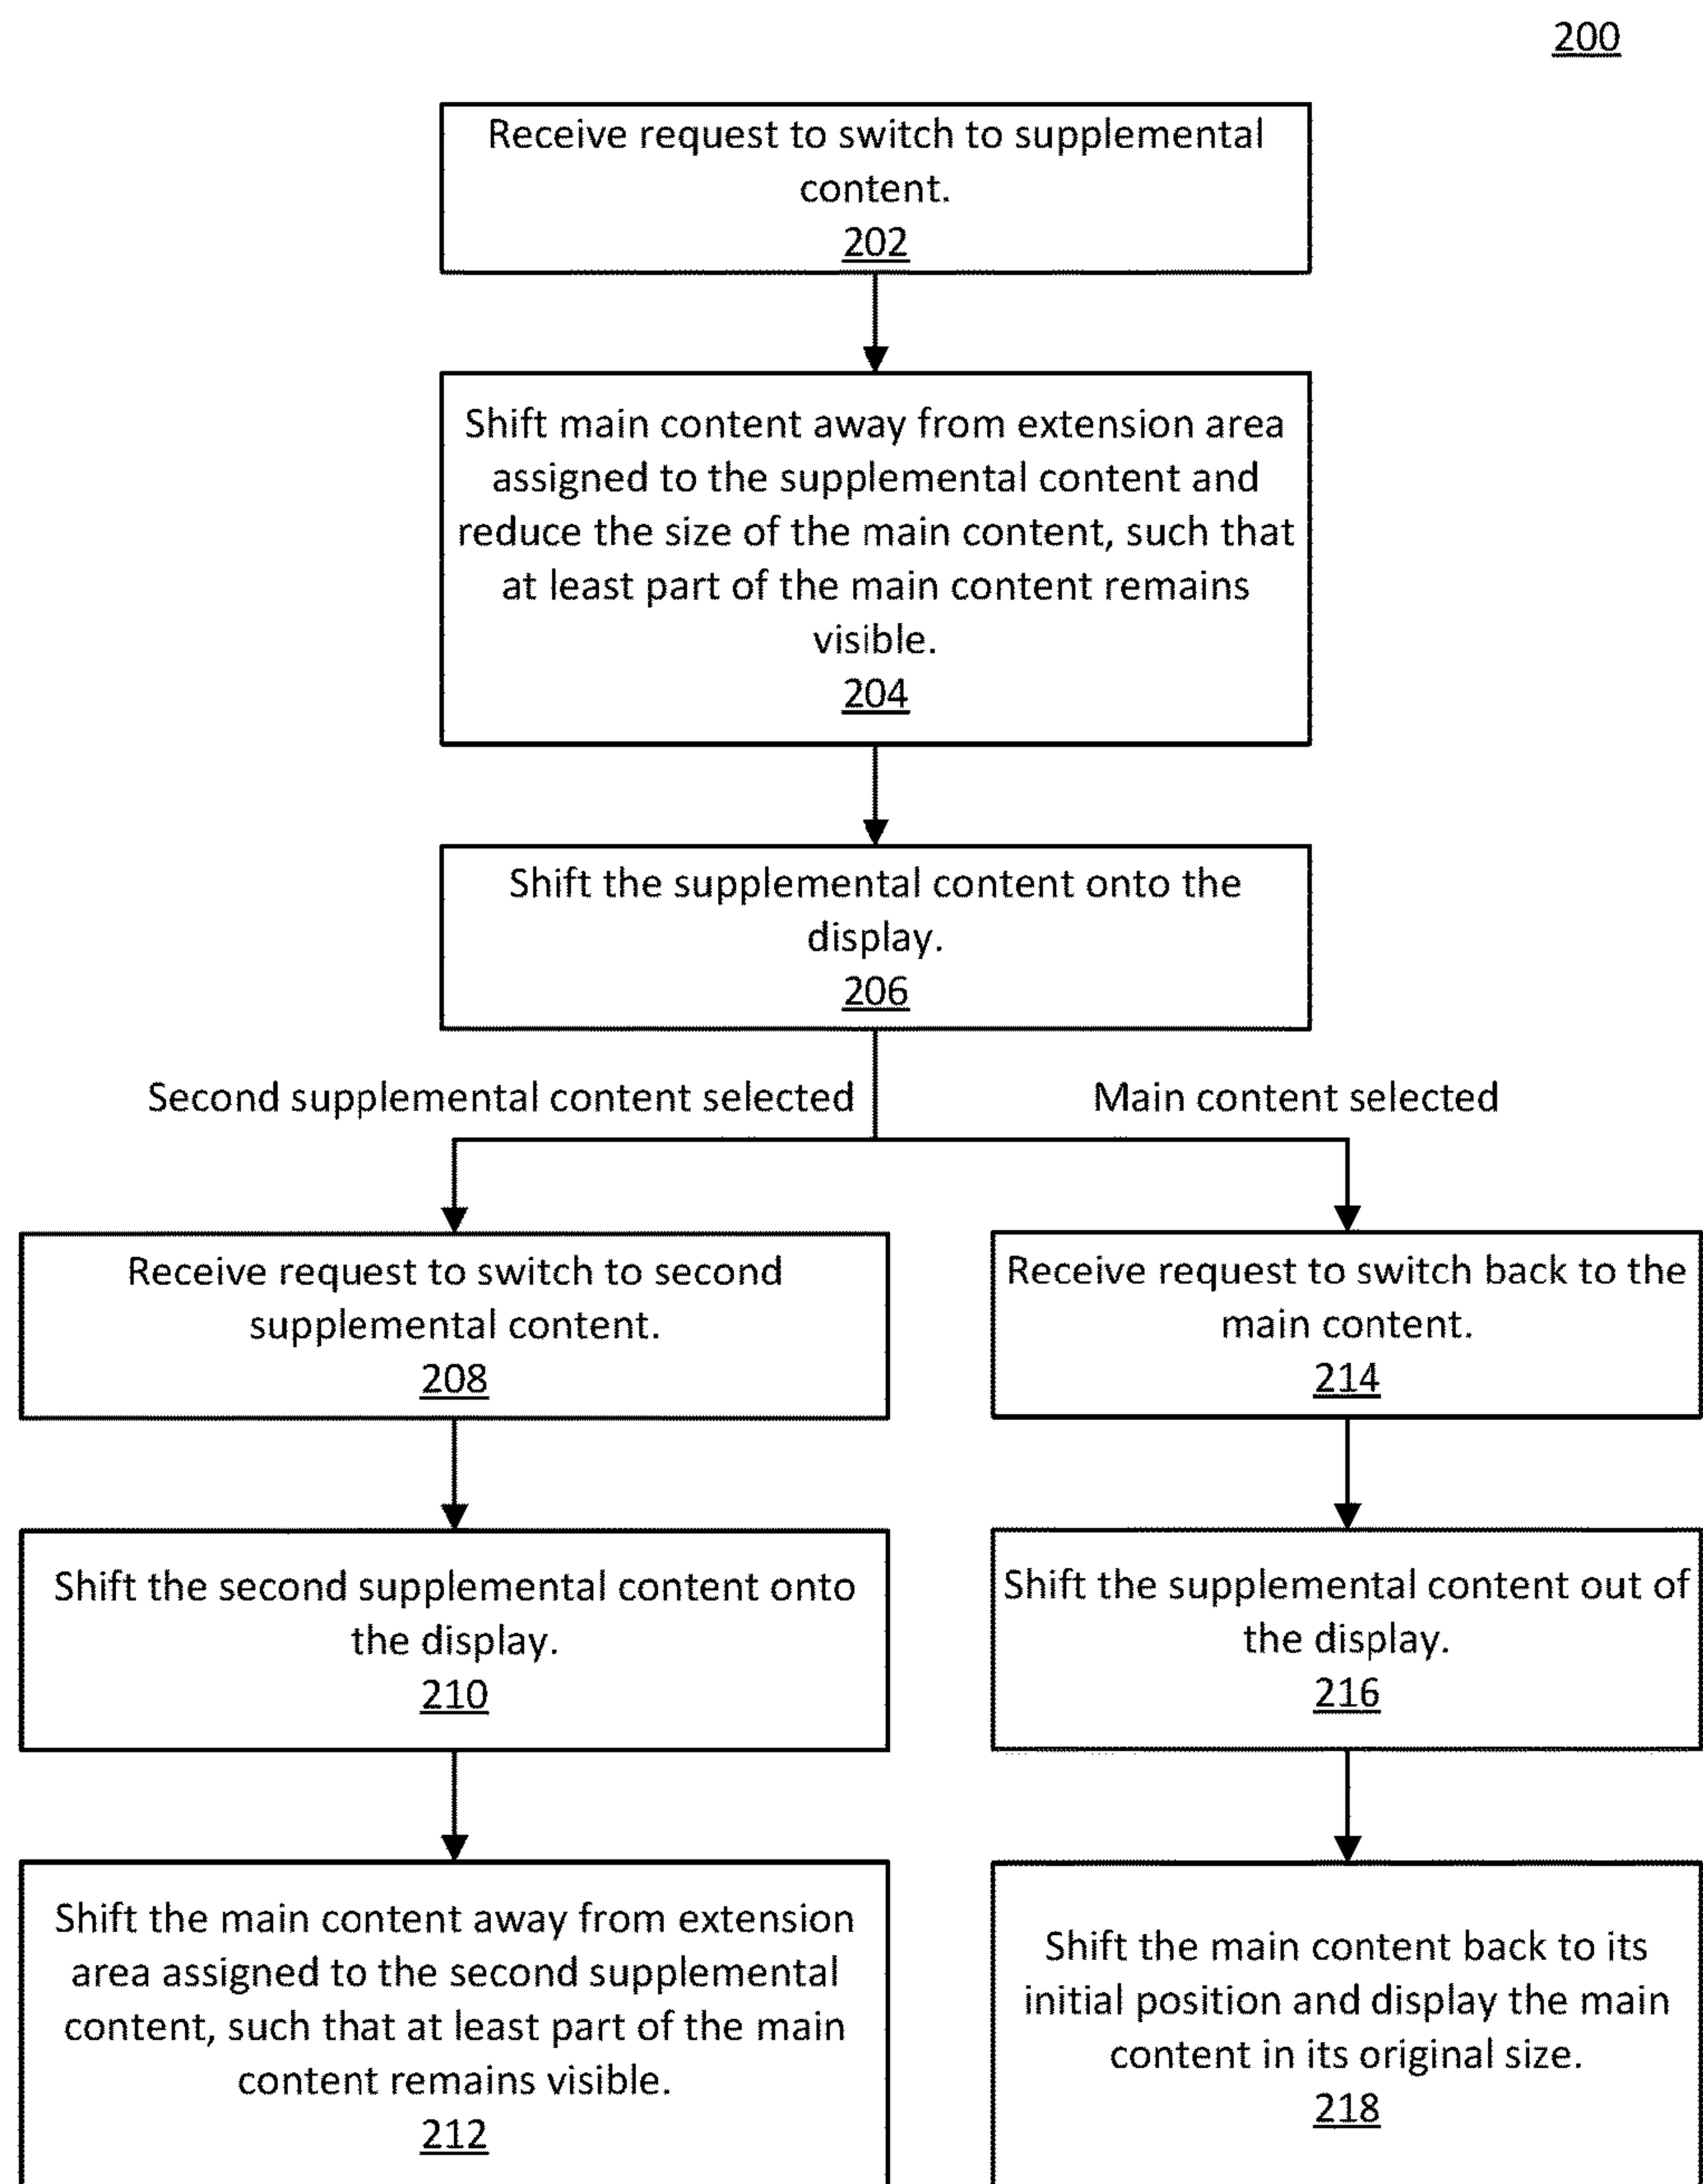 200
Receive request to switch to supplemental
content.
202
Shift main content away from extension area
assigned to the supplemental content and
reduce the size of the main content, such that
at least part of the main content remains
visible.
204
Shift the supplemental content onto the
display.
206
Second supplemental content selected
Main content selected
Receive request to switch to second
supplemental content.
208
Receive request to switch back to the
main content.
214
Shift the second supplemental content onto
the display.
210
Shift the supplemental content out of
the display.
216
Shift the main content away from extension
area assigned to the second supplemental
content, such that at least part of the main
content remains visible.
212
Shift the main content back to its
initial position and display the main
content in its original size.
218